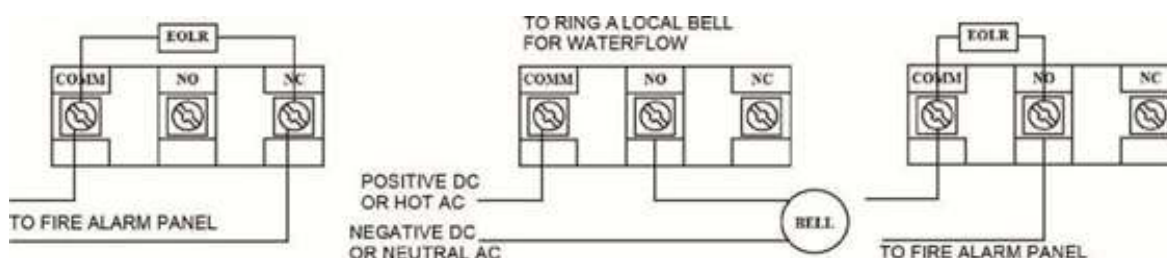 EOLR
COMM NO NC
TO FIRE ALARM PANEL
TO RING A LOCAL BELL
FOR WATERFLOW
COMM NO NC
POSITIVE DC
OR HOT AC
NEGATIVE DC
OR NEUTRAL AC
BELL
EOLR
COMM NO NC
TO FIRE ALARM PANEL